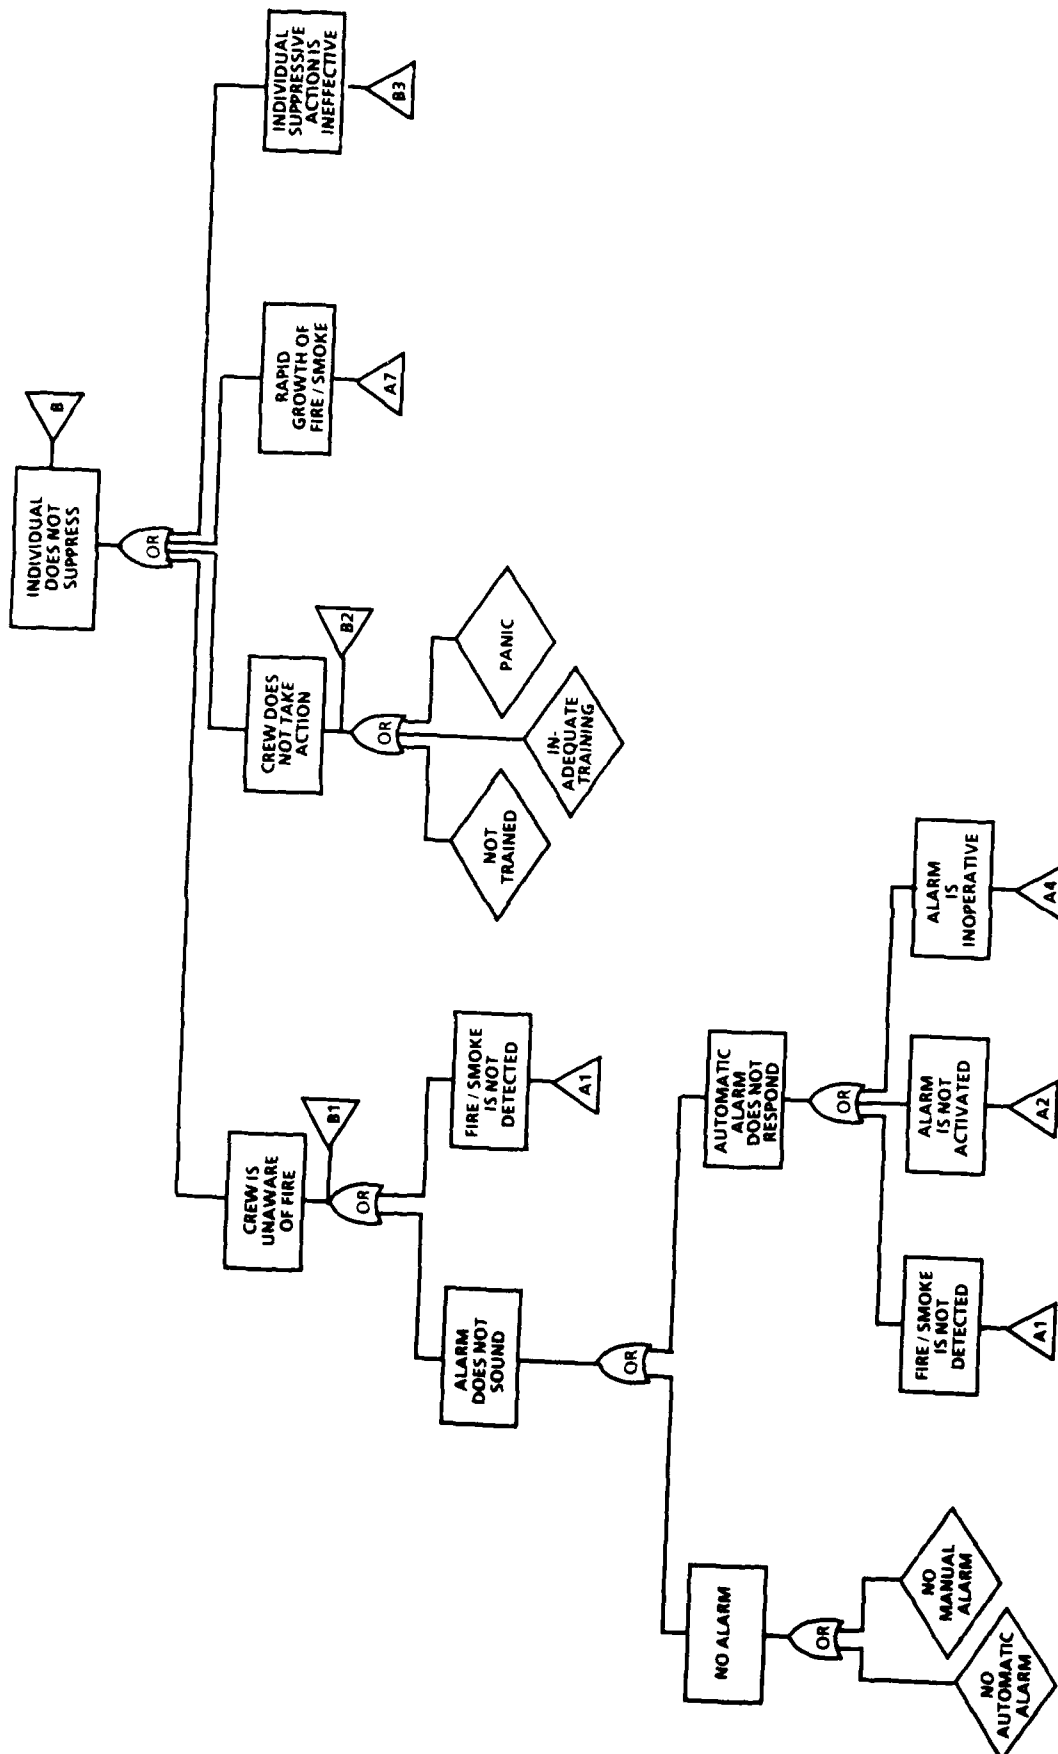 INDIVIDUAL
DOES NOT
SUPPRESS
B
OR
CREW IS
UNAWARE
OF FIRE
B1
OR
CREW DOES
NOT TAKE
ACTION
B2
OR
RAPID
GROWTH OF
FIRE / SMOKE
A7
INDIVIDUAL
SUPPRESSIVE
ACTION IS
INEFFECTIVE
B3
NOT
TRAINED
IN-
ADEQUATE
TRAINING
PANIC
ALARM
DOES NOT
SOUND
OR
FIRE / SMOKE
IS NOT
DETECTED
A1
NO ALARM
OR
AUTOMATIC
ALARM
DOES NOT
RESPOND
OR
NO
AUTOMATIC
ALARM
NO
MANUAL
ALARM
FIRE / SMOKE
IS NOT
DETECTED
A1
ALARM
IS NOT
ACTIVATED
A2
ALARM
IS
INOPERATIVE
A4